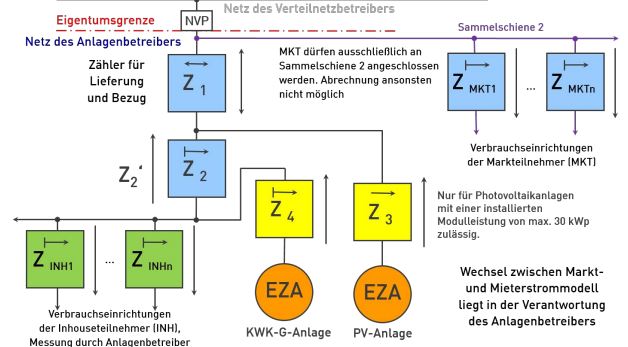 Netz des Verteilnetzbetreibers
NVP
Eigentumsgrenze
Netz des Anlagenbetreibers
Sammelschiene 2
Zähler für
Lieferung
und Bezug
Z 1
MKT dürfen ausschließlich an
Sammelschiene 2 angeschlossen
werden. Abrechnung ansonsten
nicht möglich
Z MKT1
...
Z MKTn
Verbrauchseinrichtungen
der Markteilnehmer (MKT)
Z2'
Z 2
Z 4
Z 3
Nur für Photovoltaikanlagen
mit einer installierten
Modulleistung von max. 30 kWp
zulässig.
Z INH1
...
Z INHn
EZA
EZA
KWK-G-Anlage
PV-Anlage
Verbrauchseinrichtungen
der Inhouseteilnehmer (INH),
Messung durch Anlagenbetreiber
Wechsel zwischen Markt-
und Mieterstrommodell
liegt in der Verantwortung
des Anlagenbetreibers